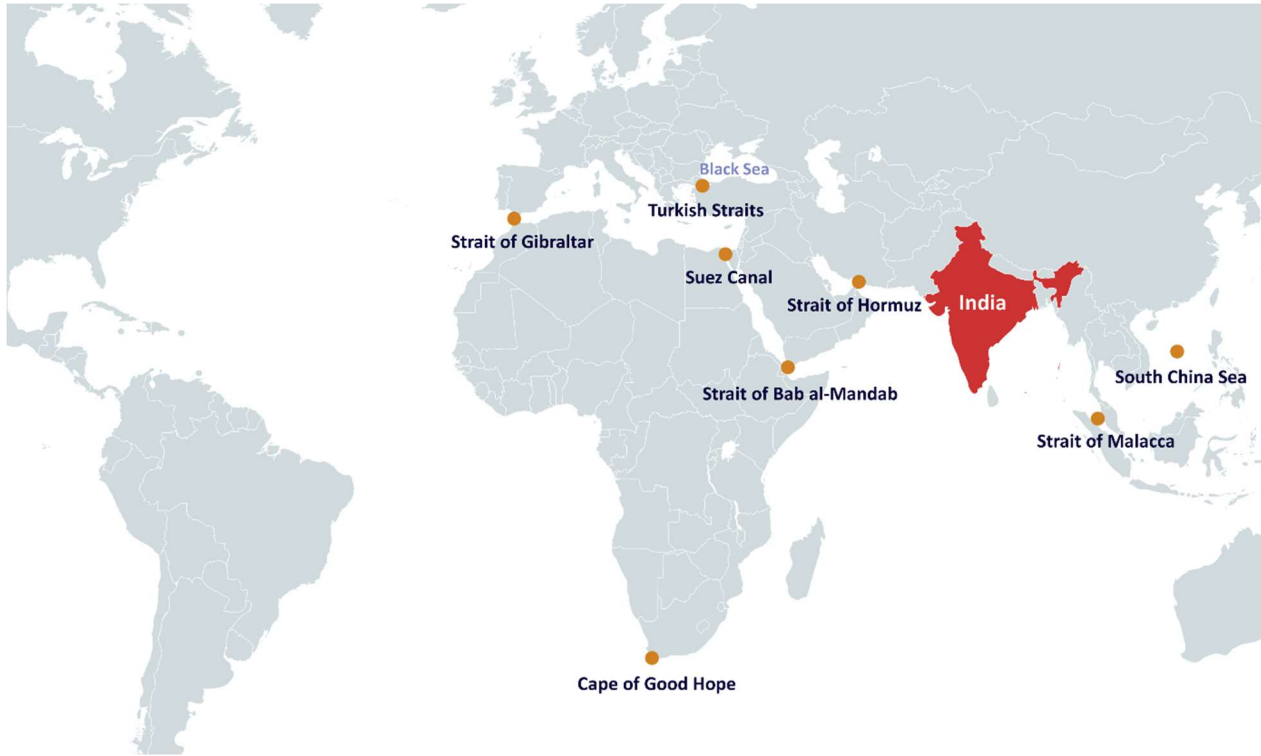 Black Sea
Turkish Straits
Strait of Gibraltar
Suez Canal
Strait of Hormuz
India
South China Sea
Strait of Bab al-Mandab
Strait of Malacca
Cape of Good Hope